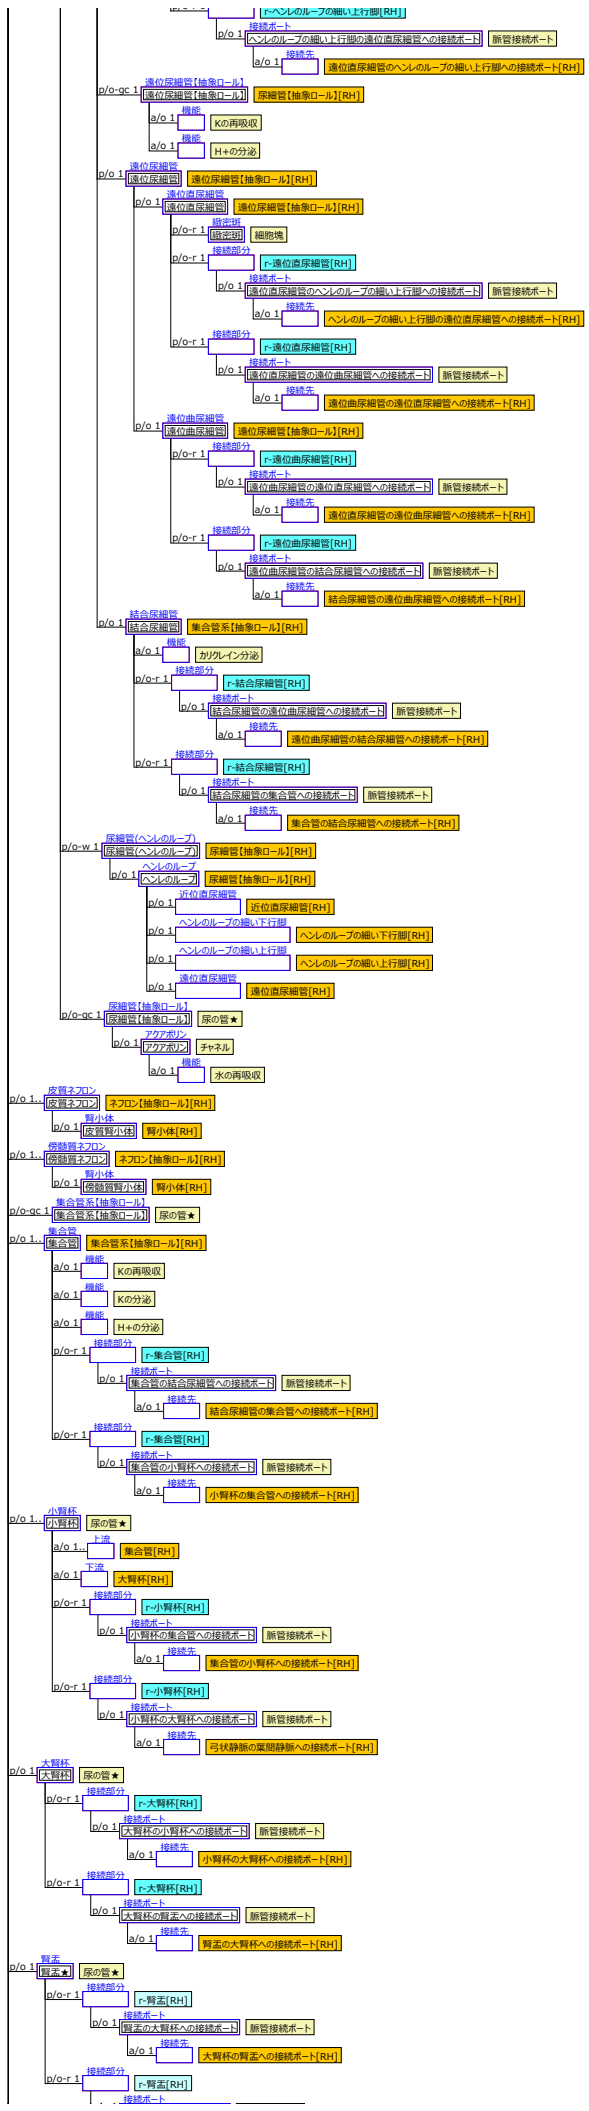 p/o-r 1 r-ヘンレのループの細い上行脚[RH]
接続ポート
p/o 1 ヘンレのループの細い上行脚の遠位直尿細管への接続ポート 脈管接続ポート
接続先
a/o 1 遠位直尿細管のヘンレのループの細い上行脚への接続ポート[RH]
遠位尿細管【抽象ロール】
p/o-gc 1 遠位尿細管【抽象ロール】 尿細管【抽象ロール】[RH]
機能
a/o 1 Kの再吸収
機能
a/o 1 H+の分泌
遠位尿細管
p/o 1 遠位尿細管 遠位尿細管【抽象ロール】[RH]
遠位直尿細管
p/o 1 遠位直尿細管 遠位尿細管【抽象ロール】[RH]
緻密斑
p/o-r 1 緻密斑 細胞塊
接続部分
p/o-r 1 r-遠位直尿細管[RH]
接続ポート
p/o 1 遠位直尿細管のヘンレのループの細い上行脚への接続ポート 脈管接続ポート
接続先
a/o 1 ヘンレのループの細い上行脚の遠位直尿細管への接続ポート[RH]
接続部分
p/o-r 1 r-遠位直尿細管[RH]
接続ポート
p/o 1 遠位直尿細管の遠位曲尿細管への接続ポート 脈管接続ポート
接続先
a/o 1 遠位曲尿細管の遠位直尿細管への接続ポート[RH]
遠位曲尿細管
p/o 1 遠位曲尿細管 遠位尿細管【抽象ロール】[RH]
接続部分
p/o-r 1 r-遠位曲尿細管[RH]
接続ポート
p/o 1 遠位曲尿細管の遠位直尿細管への接続ポート 脈管接続ポート
接続先
a/o 1 遠位直尿細管の遠位曲尿細管への接続ポート[RH]
接続部分
p/o-r 1 r-遠位曲尿細管[RH]
接続ポート
p/o 1 遠位曲尿細管の結合尿細管への接続ポート 脈管接続ポート
接続先
a/o 1 結合尿細管の遠位曲尿細管への接続ポート[RH]
結合尿細管
p/o 1 結合尿細管 集合管系【抽象ロール】[RH]
機能
a/o 1 カリクレイン分泌
接続部分
p/o-r 1 r-結合尿細管[RH]
接続ポート
p/o 1 結合尿細管の遠位曲尿細管への接続ポート 脈管接続ポート
接続先
a/o 1 遠位曲尿細管の結合尿細管への接続ポート[RH]
接続部分
p/o-r 1 r-結合尿細管[RH]
接続ポート
p/o 1 結合尿細管の集合管への接続ポート 脈管接続ポート
接続先
a/o 1 集合管の結合尿細管への接続ポート[RH]
尿細管(ヘンレのループ)
p/o-w 1 尿細管(ヘンレのループ) 尿細管【抽象ロール】[RH]
ヘンレのループ
p/o 1 ヘンレのループ 尿細管【抽象ロール】[RH]
近位直尿細管
p/o 1 近位直尿細管[RH]
ヘンレのループの細い下行脚
p/o 1 ヘンレのループの細い下行脚[RH]
ヘンレのループの細い上行脚
p/o 1 ヘンレのループの細い上行脚[RH]
遠位直尿細管
p/o 1 遠位直尿細管[RH]
尿細管【抽象ロール】
p/o-gc 1 尿細管【抽象ロール】 尿の管★
アクアポリン
p/o 1 アクアポリン チャネル
機能
a/o 1 水の再吸収
皮質ネフロン
p/o 1.. 皮質ネフロン ネフロン【抽象ロール】[RH]
腎小体
p/o 1 皮質腎小体 腎小体[RH]
傍髄質ネフロン
p/o 1.. 傍髄質ネフロン ネフロン【抽象ロール】[RH]
腎小体
p/o 1 傍髄質腎小体 腎小体[RH]
集合管系【抽象ロール】
p/o-gc 1 集合管系【抽象ロール】 尿の管★
集合管
p/o 1.. 集合管 集合管系【抽象ロール】[RH]
機能
a/o 1 Kの再吸収
機能
a/o 1 Kの分泌
機能
a/o 1 H+の分泌
接続部分
p/o-r 1 r-集合管[RH]
接続ポート
p/o 1 集合管の結合尿細管への接続ポート 脈管接続ポート
接続先
a/o 1 結合尿細管の集合管への接続ポート[RH]
接続部分
p/o-r 1 r-集合管[RH]
接続ポート
p/o 1 集合管の小腎杯への接続ポート 脈管接続ポート
接続先
a/o 1 小腎杯の集合管への接続ポート[RH]
小腎杯
p/o 1.. 小腎杯 尿の管★
上流
a/o 1.. 集合管[RH]
下流
a/o 1 大腎杯[RH]
接続部分
p/o-r 1 r-小腎杯[RH]
接続ポート
p/o 1 小腎杯の集合管への接続ポート 脈管接続ポート
接続先
a/o 1 集合管の小腎杯への接続ポート[RH]
接続部分
p/o-r 1 r-小腎杯[RH]
接続ポート
p/o 1 小腎杯の大腎杯への接続ポート 脈管接続ポート
接続先
a/o 1 弓状静脈の葉間静脈への接続ポート[RH]
大腎杯
p/o 1 大腎杯 尿の管★
接続部分
p/o-r 1 r-大腎杯[RH]
接続ポート
p/o 1 大腎杯の小腎杯への接続ポート 脈管接続ポート
接続先
a/o 1 小腎杯の大腎杯への接続ポート[RH]
接続部分
p/o-r 1 r-大腎杯[RH]
接続ポート
p/o 1 大腎杯の腎盂への接続ポート 脈管接続ポート
接続先
a/o 1 腎盂の大腎杯への接続ポート[RH]
腎盂
p/o 1 腎盂★ 尿の管★
接続部分
p/o-r 1 r-腎盂[RH]
接続ポート
p/o 1 腎盂の大腎杯への接続ポート 脈管接続ポート
接続先
a/o 1 大腎杯の腎盂への接続ポート[RH]
接続部分
p/o-r 1 r-腎盂[RH]
接続ポート